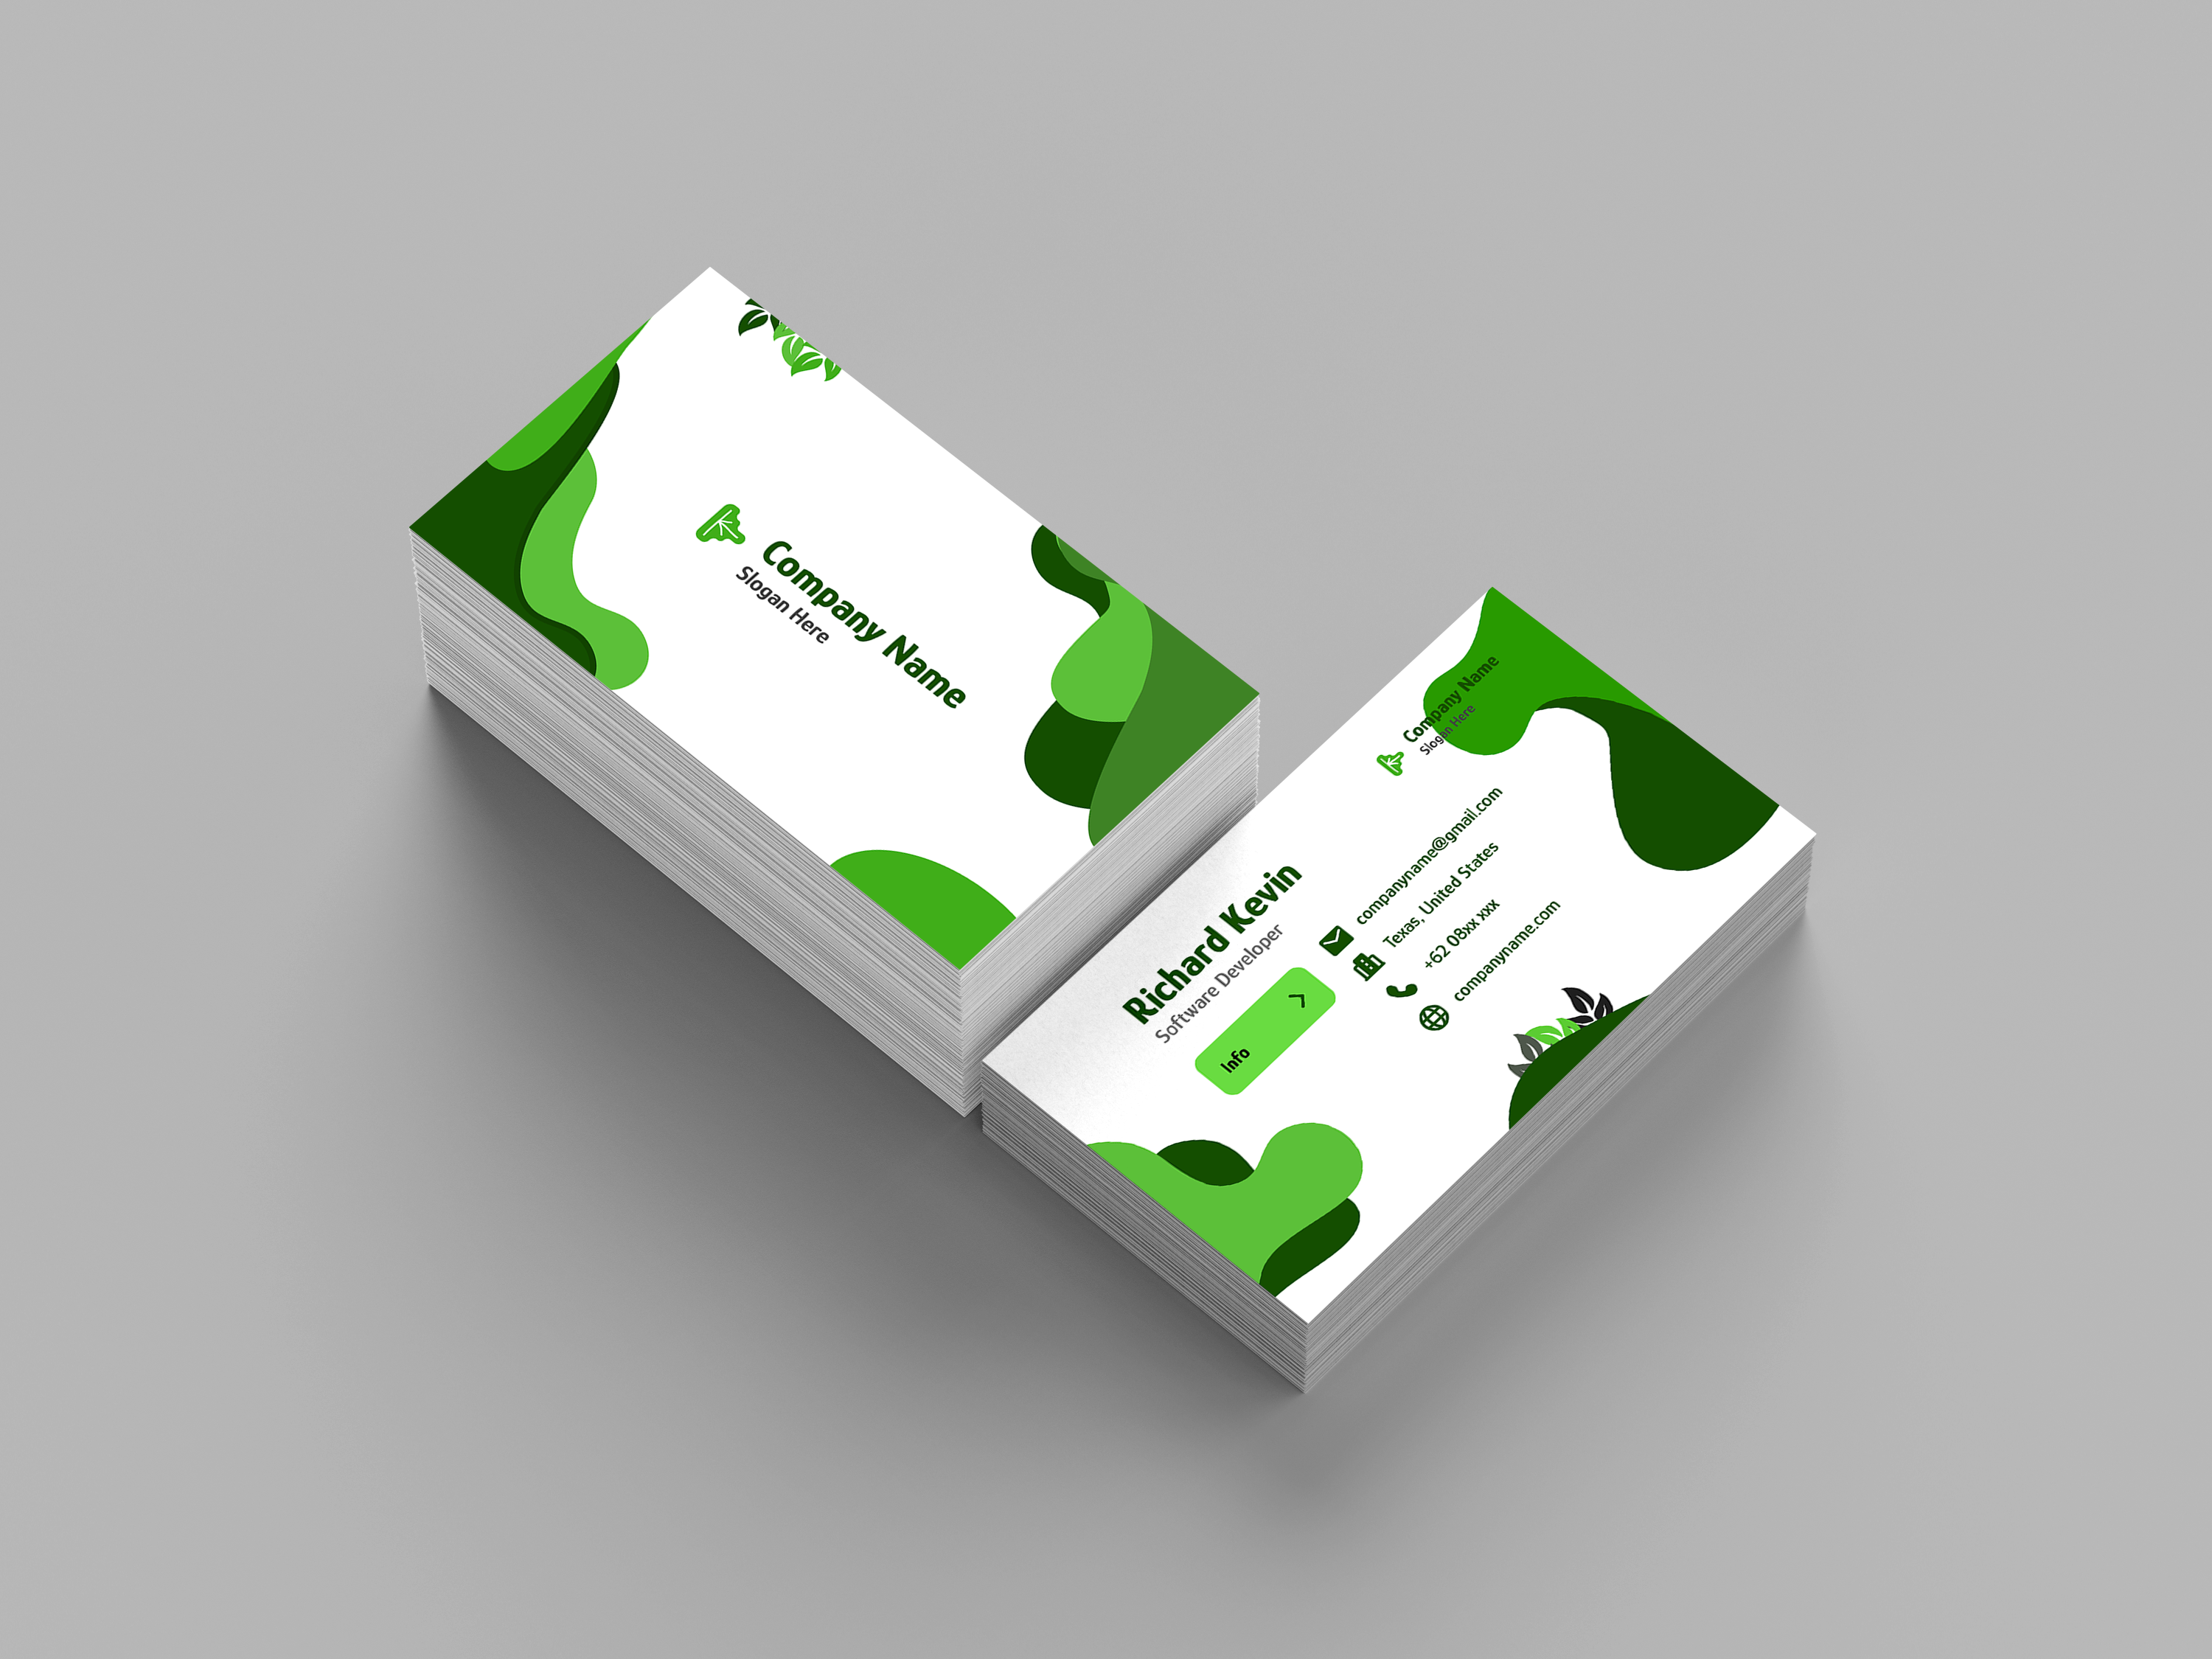 Company Name
Slogan Here
Company Name
Slogan Here
Richard Kevin
Software Developer
Info
companyname@gmail.com
Texas, United States
+62 08xx xxx
companyname.com